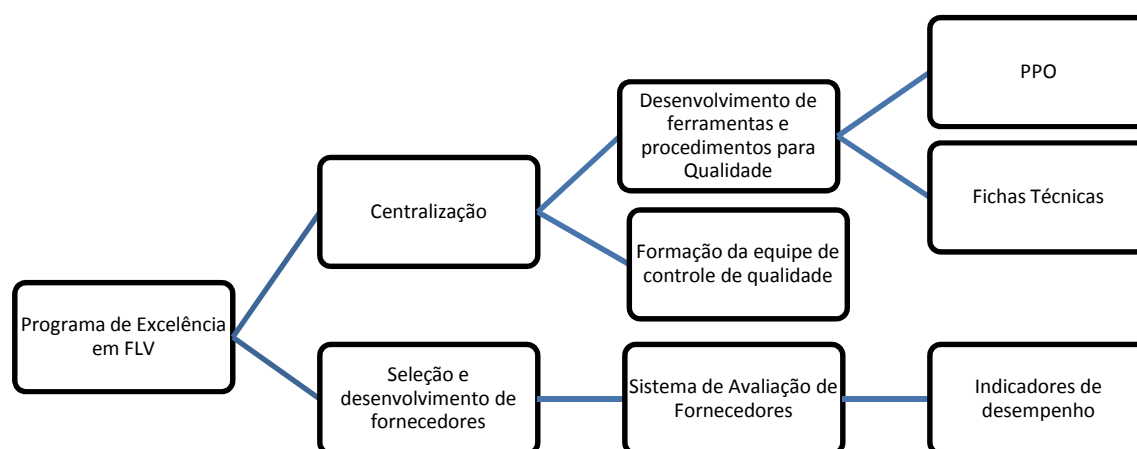 PPO
Desenvolvimento de
ferramentas e
procedimentos para
Qualidade
Centralização
Fichas Técnicas
Formação da equipe de
controle de qualidade
Programa de Excelência
em FLV
Seleção e
desenvolvimento de
fornecedores
Sistema de Avaliação de
Fornecedores
Indicadores de
desempenho